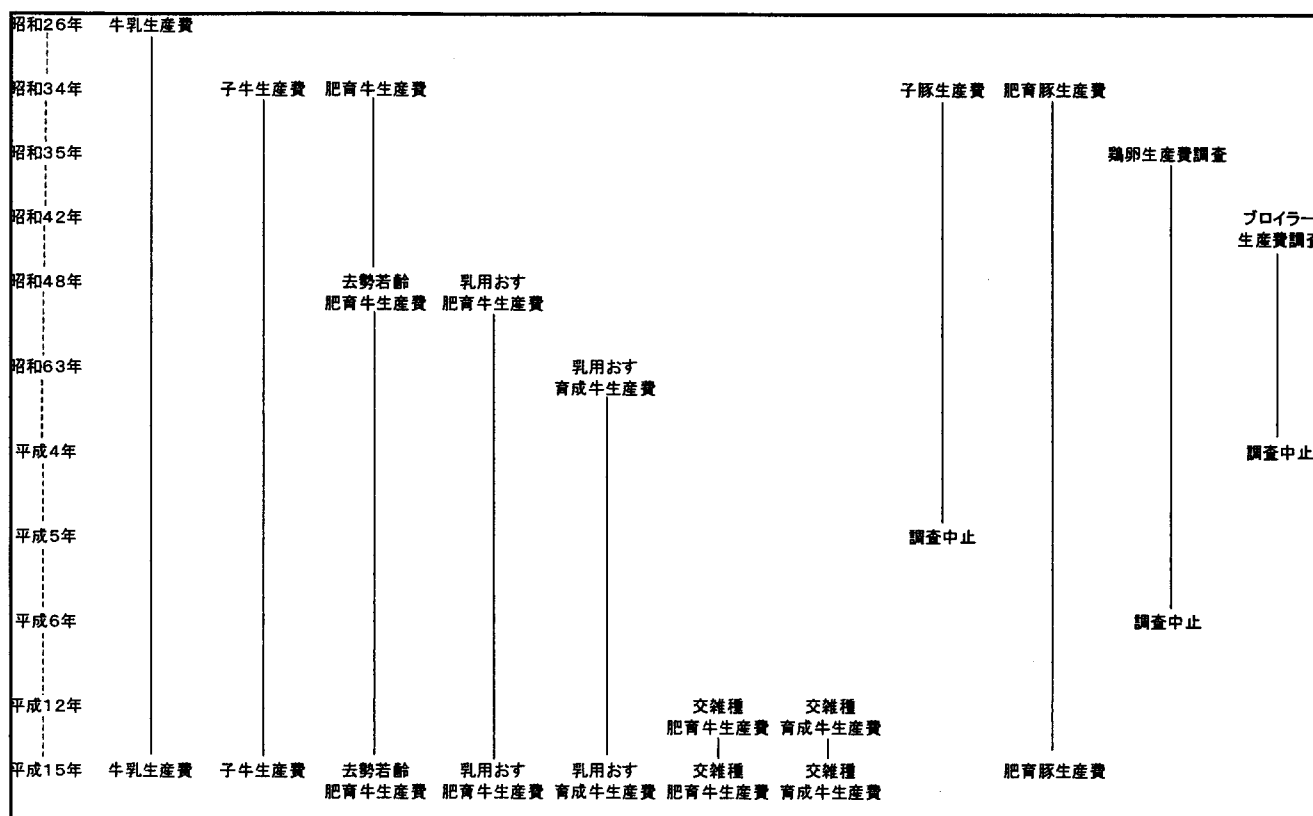 昭和26年 牛乳生産費
昭和34年 子牛生産費 肥育牛生産費 子豚生産費 肥育豚生産費
昭和35年 鶏卵生産費調査
昭和42年 ブロイラー
生産費調査
昭和48年 去勢若齢 乳用おす
肥育牛生産費 肥育牛生産費
昭和63年 乳用おす
育成牛生産費
平成4年 調査中止
平成5年 調査中止
平成6年 調査中止
平成12年 交雑種 交雑種
肥育牛生産費 育成牛生産費
平成15年 牛乳生産費 子牛生産費 去勢若齢 乳用おす 乳用おす 交雑種 交雑種 肥育豚生産費
肥育牛生産費 肥育牛生産費 育成牛生産費 肥育牛生産費 育成牛生産費